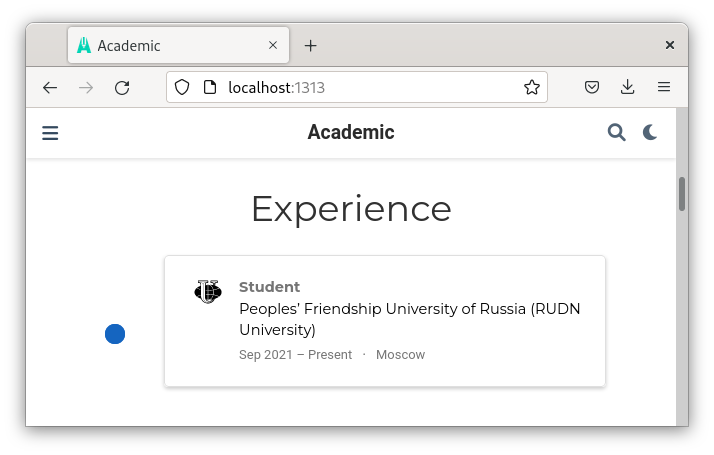 Academic
localhost:1313
Academic
Experience
Student
Peoples’ Friendship University of Russia (RUDN
University)
Sep 2021 – Present · Moscow